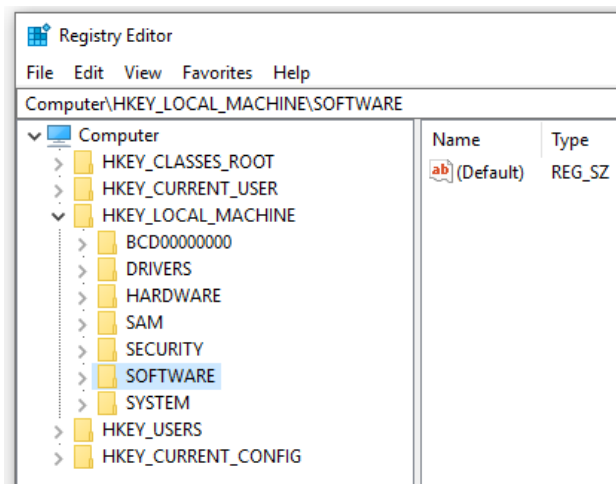 Registry Editor
File Edit View Favorites Help
Computer\HKEY_LOCAL_MACHINE\SOFTWARE
Computer
HKEY_CLASSES_ROOT
HKEY_CURRENT_USER
HKEY_LOCAL_MACHINE
BCD00000000
DRIVERS
HARDWARE
SAM
SECURITY
SOFTWARE
SYSTEM
HKEY_USERS
HKEY_CURRENT_CONFIG
Name Type
ab (Default) REG_SZ